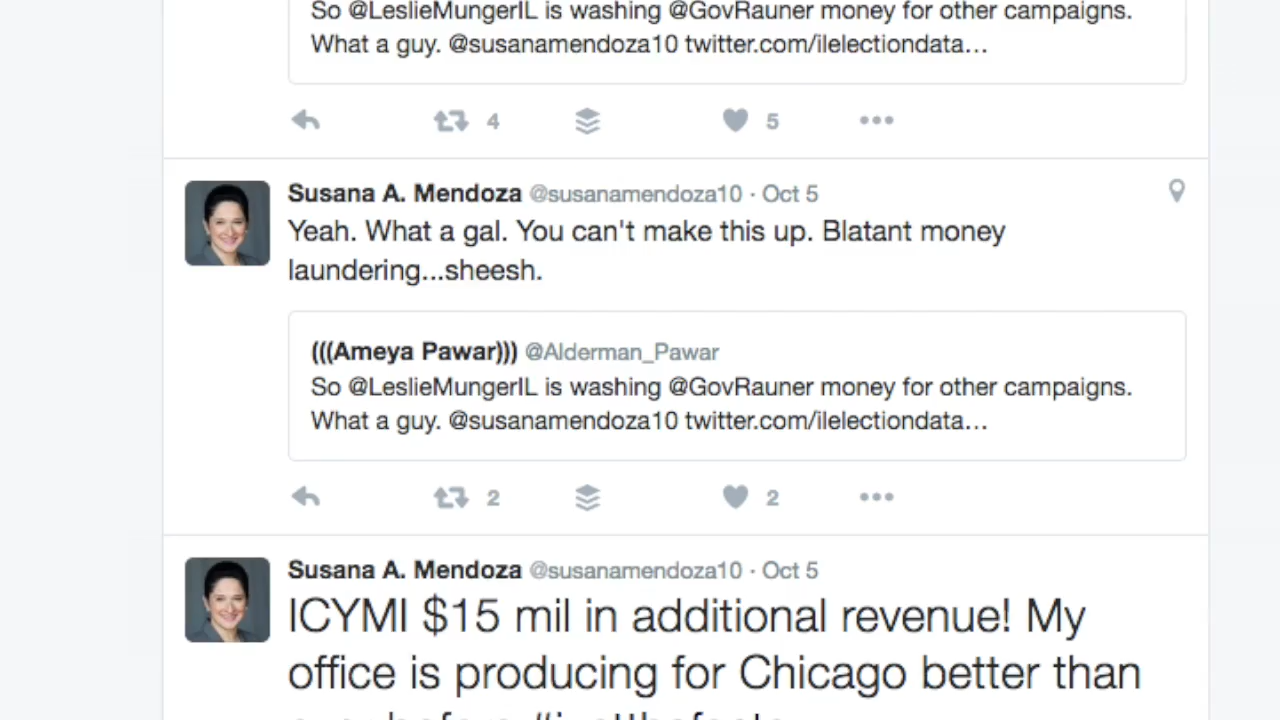 So @LeslieMungerIL is washing @GovRauner money for other campaigns.
What a guy. @susanamendoza10 twitter.com/ilelectiondata…
4 5
Susana A. Mendoza @susanamendoza10 · Oct 5
Yeah. What a gal. You can't make this up. Blatant money
laundering...sheesh.
(((Ameya Pawar))) @Alderman_Pawar
So @LeslieMungerIL is washing @GovRauner money for other campaigns.
What a guy. @susanamendoza10 twitter.com/ilelectiondata…
2 2
Susana A. Mendoza @susanamendoza10 · Oct 5
ICYMI $15 mil in additional revenue! My
office is producing for Chicago better than